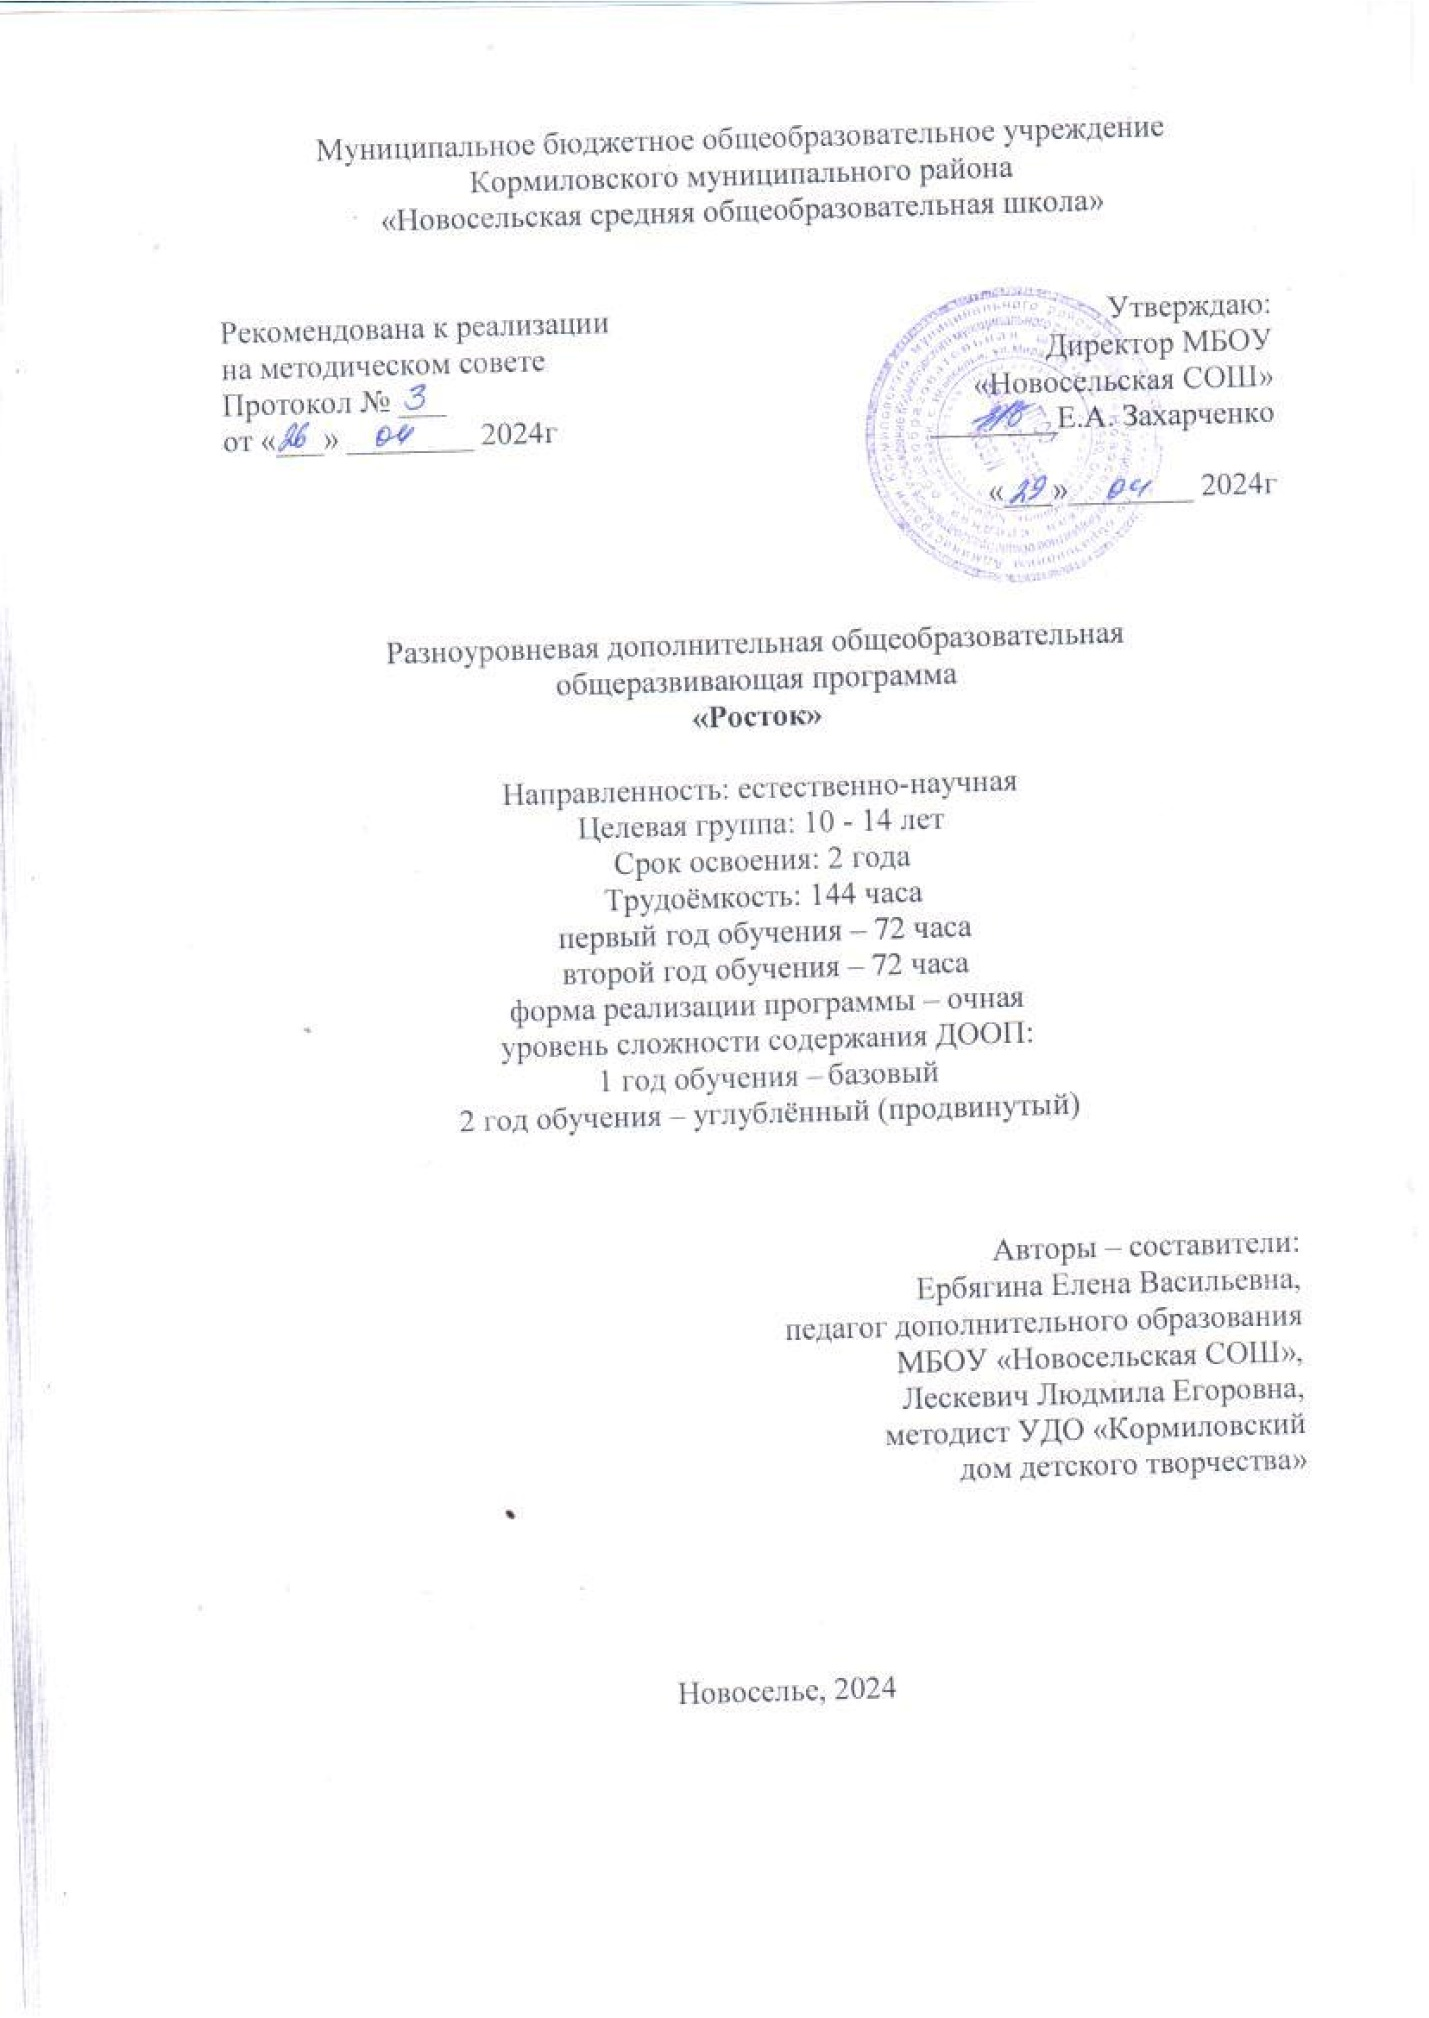 Муниципальное бюджетное общеобразовательное учреждение
Кормиловского муниципального района
«Новосельская средняя общеобразовательная школа»
Рекомендована к реализации
на методическом совете
Протокол № 3
от «26» 04 2024г
Утверждаю:
Директор МБОУ
«Новосельская СОШ»
Е.А. Захарченко
«29» 04 2024г
Разноуровневая дополнительная общеобразовательная
общеразвивающая программа
«Росток»
Направленность: естественно-научная
Целевая группа: 10 - 14 лет
Срок освоения: 2 года
Трудоёмкость: 144 часа
первый год обучения – 72 часа
второй год обучения – 72 часа
форма реализации программы – очная
уровень сложности содержания ДООП:
1 год обучения – базовый
2 год обучения – углублённый (продвинутый)
Авторы – составители:
Ербягина Елена Васильевна,
педагог дополнительного образования
МБОУ «Новосельская СОШ»,
Лескевич Людмила Егоровна,
методист УДО «Кормиловский
дом детского творчества»
Новоселье, 2024